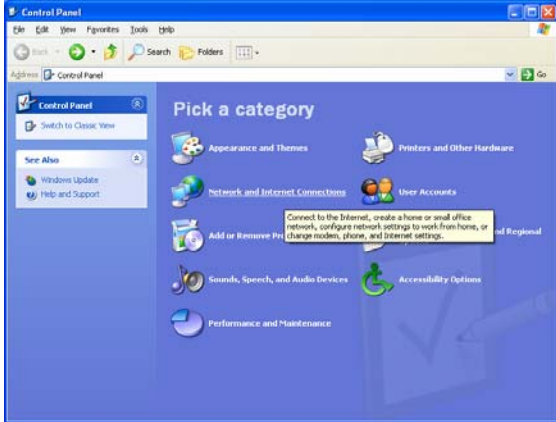 Control Panel
File Edit View Favorites Tools Help
Back Search Folders
Address Control Panel Go
Control Panel
Switch to Classic View
See Also
Windows Update
Help and Support
Pick a category
Appearance and Themes
Printers and Other Hardware
Network and Internet Connections
User Accounts
Add or Remove Pr
nd Regional
Connect to the Internet, create a home or small office
network, configure network settings to work from home, or
change modem, phone, and Internet settings.
Sounds, Speech, and Audio Devices
Accessibility Options
Performance and Maintenance